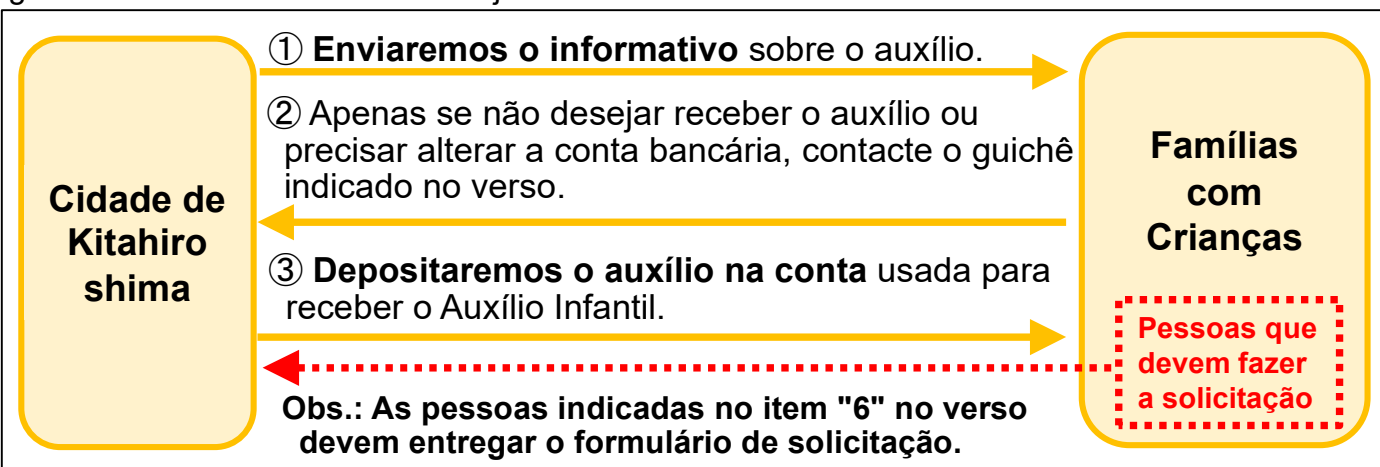 ① Enviaremos o informativo sobre o auxílio.
② Apenas se não desejar receber o auxílio ou
precisar alterar a conta bancária, contacte o guichê
indicado no verso.
Cidade de
Kitahiro
shima
③ Depositaremos o auxílio na conta usada para
receber o Auxílio Infantil.
Famílias
com
Crianças
Pessoas que
devem fazer
a solicitação
Obs.: As pessoas indicadas no item "6" no verso
devem entregar o formulário de solicitação.